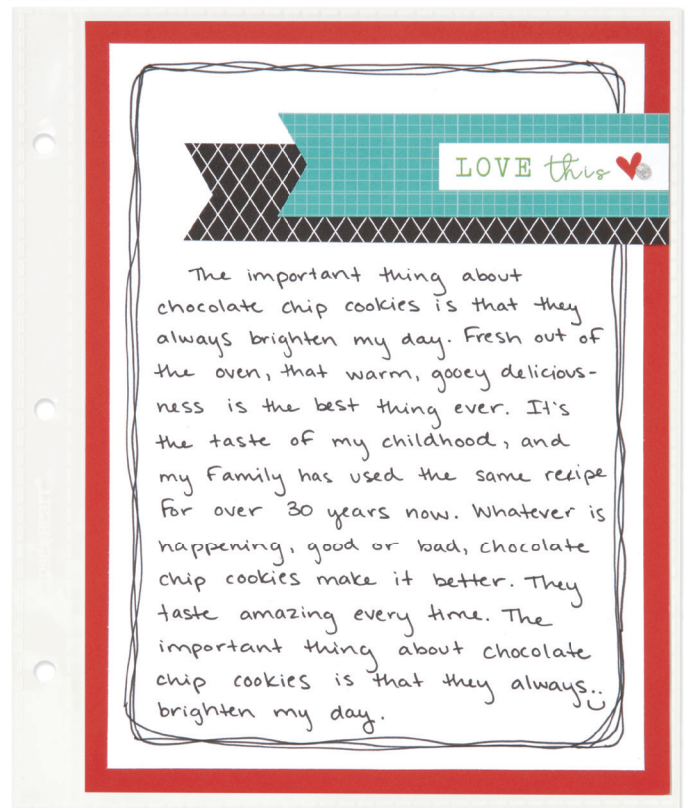 LOVE this
The important thing about
chocolate chip cookies is that they
always brighten my day. Fresh out of
the oven, that warm, gooey delicious-
ness is the best thing ever. It's
the taste of my childhood, and
my family has used the same recipe
for over 30 years now. Whatever is
happening, good or bad, chocolate
chip cookies make it better. They
taste amazing every time. The
important thing about chocolate
chip cookies is that they always..
brighten my day.